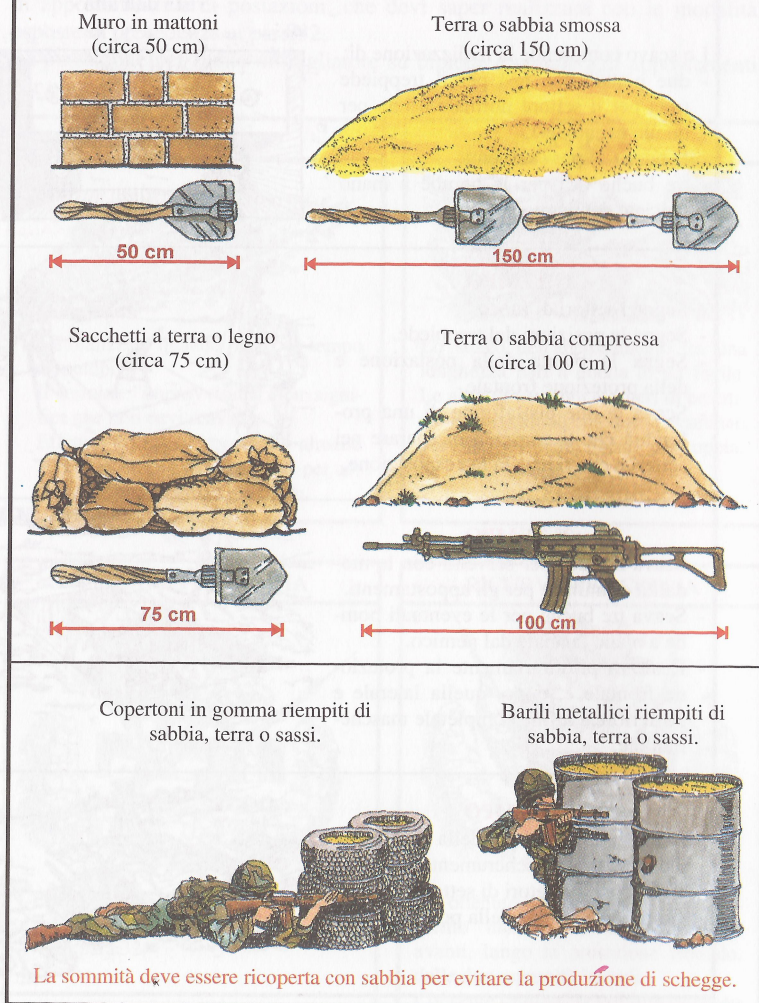 Muro in mattoni
(circa 50 cm)
Terra o sabbia smossa
(circa 150 cm)
50 cm
150 cm
Sacchetti a terra o legno
(circa 75 cm)
Terra o sabbia compressa
(circa 100 cm)
75 cm
100 cm
Copertoni in gomma riempiti di
sabbia, terra o sassi.
Barili metallici riempiti di
sabbia, terra o sassi.
La sommità deve essere ricoperta con sabbia per evitare la produzione di schegge.